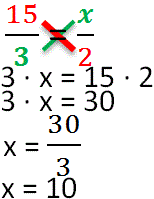 15/3 = x/2
3 · x = 15 · 2
3 · x = 30
x = 30/3
x = 10